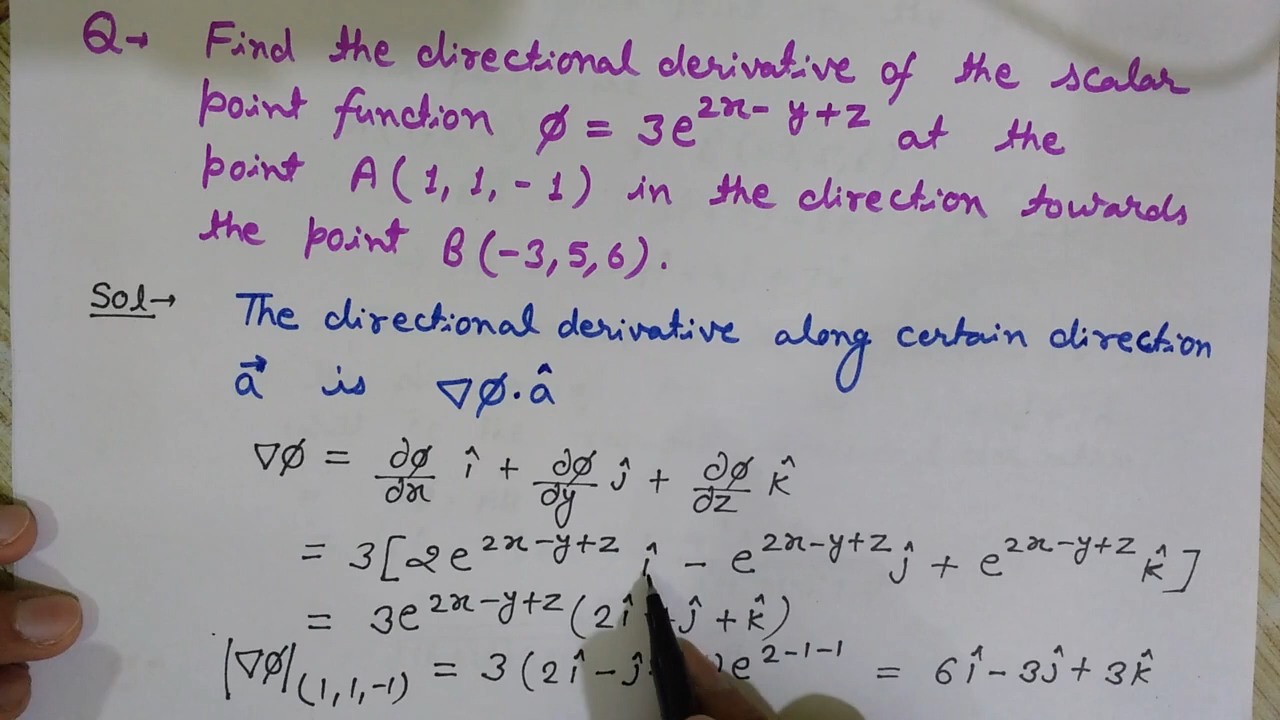 Q→ Find the directional derivative of the scalar
point function ø = 3e^{2x-y+z} at the
point A(1, 1, -1) in the direction towards
the point B(-3, 5, 6).
Sol→ The directional derivative along certain direction
a⃗ is ∇ø·â
∇ø = ∂ø/∂x î + ∂ø/∂y ĵ + ∂ø/∂z k̂
= 3[2e^{2x-y+z} î - e^{2x-y+z} ĵ + e^{2x-y+z} k̂]
= 3e^{2x-y+z}(2î ĵ + k̂)
|∇ø|_{(1,1,-1)} = 3(2î - ĵ )e^{2-1-1} = 6î - 3ĵ + 3k̂